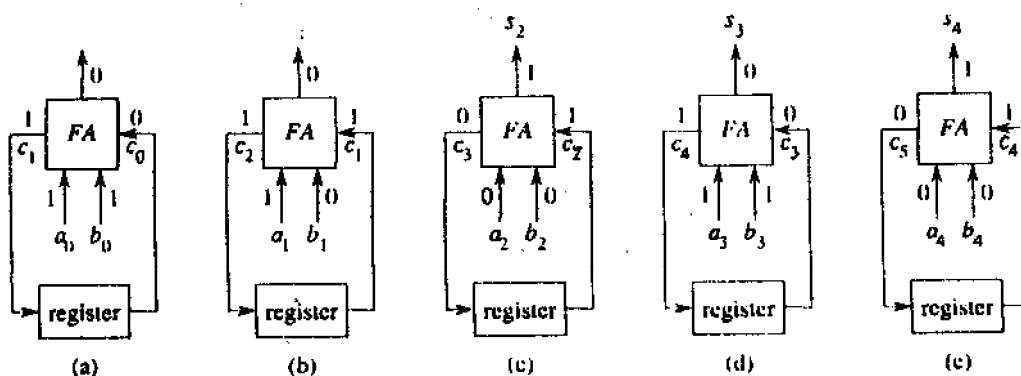 s₂ s₃ s₄
0 0 1 0 1
1 FA 0 1 FA 1 0 FA 1 1 FA 0 0 FA 1
c₁ c₀ c₂ c₁ c₃ c₂ c₄ c₃ c₅ c₄
1 1 1 0 0 0 1 1 0 0
a₀ b₀ a₁ b₁ a₂ b₂ a₃ b₃ a₄ b₄
register register register register register
(a) (b) (c) (d) (e)